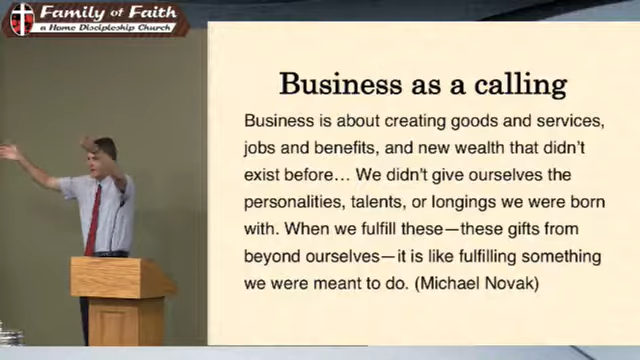 Family of Faith
a Home Discipleship Church
Business as a calling
Business is about creating goods and services,
jobs and benefits, and new wealth that didn't
exist before... We didn't give ourselves the
personalities, talents, or longings we were born
with. When we fulfill these—these gifts from
beyond ourselves—it is like fulfilling something
we were meant to do. (Michael Novak)